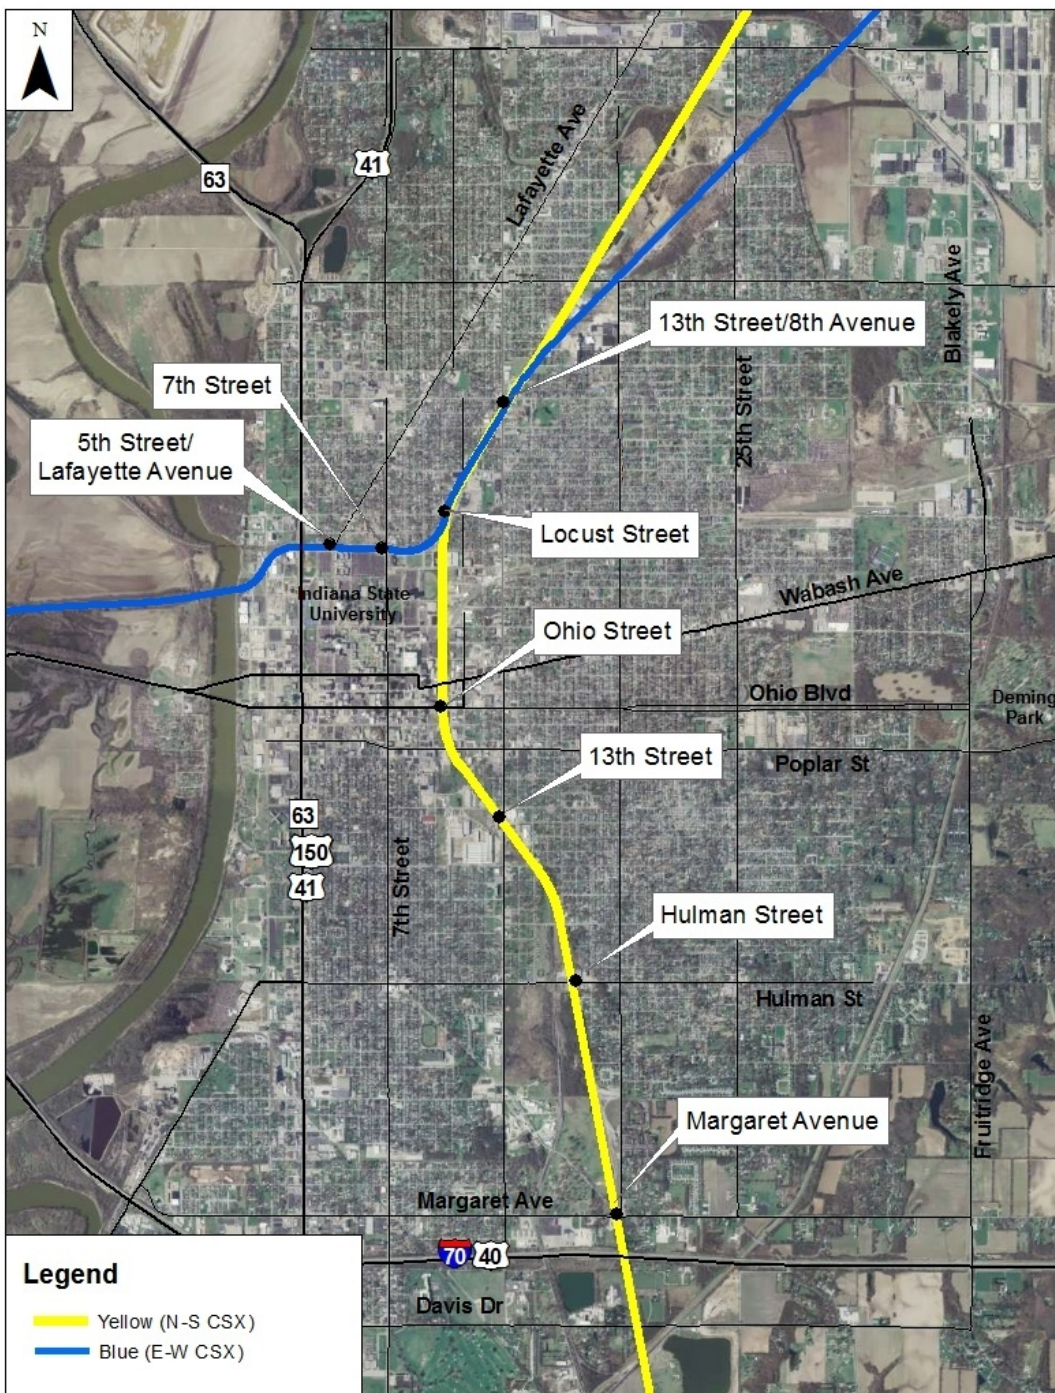 N
63
41
Lafayette Ave
Blakely Ave
13th Street/8th Avenue
7th Street
25th Street
5th Street/
Lafayette Avenue
Locust Street
Wabash Ave
Indiana State
University
Ohio Street
Ohio Blvd
Deming
Park
13th Street
Poplar St
63
150
41
7th Street
Hulman Street
Hulman St
Fruitridge Ave
Margaret Avenue
Margaret Ave
70
40
Davis Dr
Legend
Yellow (N-S CSX)
Blue (E-W CSX)